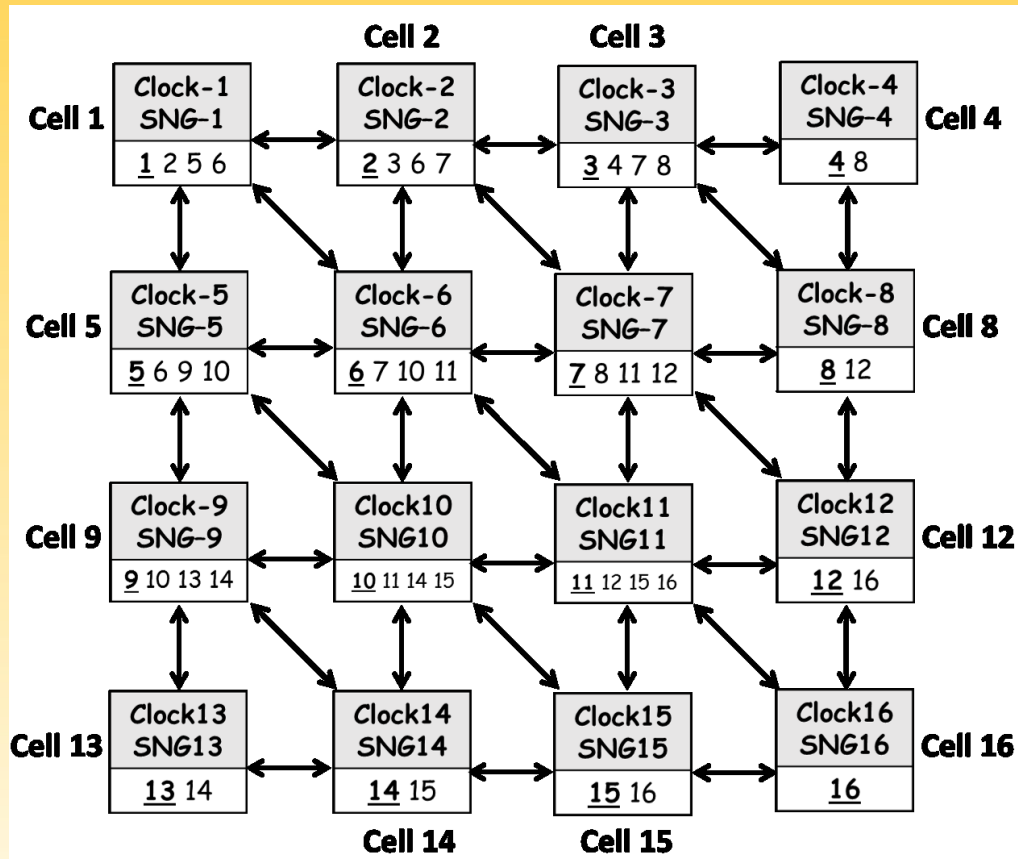 Cell 2
Cell 3
Cell 1
Clock-1
SNG-1
1 2 5 6
Clock-2
SNG-2
2 3 6 7
Clock-3
SNG-3
3 4 7 8
Clock-4
SNG-4
4 8
Cell 4
Cell 5
Clock-5
SNG-5
5 6 9 10
Clock-6
SNG-6
6 7 10 11
Clock-7
SNG-7
7 8 11 12
Clock-8
SNG-8
8 12
Cell 8
Cell 9
Clock-9
SNG-9
9 10 13 14
Clock10
SNG10
10 11 14 15
Clock11
SNG11
11 12 15 16
Clock12
SNG12
12 16
Cell 12
Cell 13
Clock13
SNG13
13 14
Clock14
SNG14
14 15
Clock15
SNG15
15 16
Clock16
SNG16
16
Cell 16
Cell 14
Cell 15